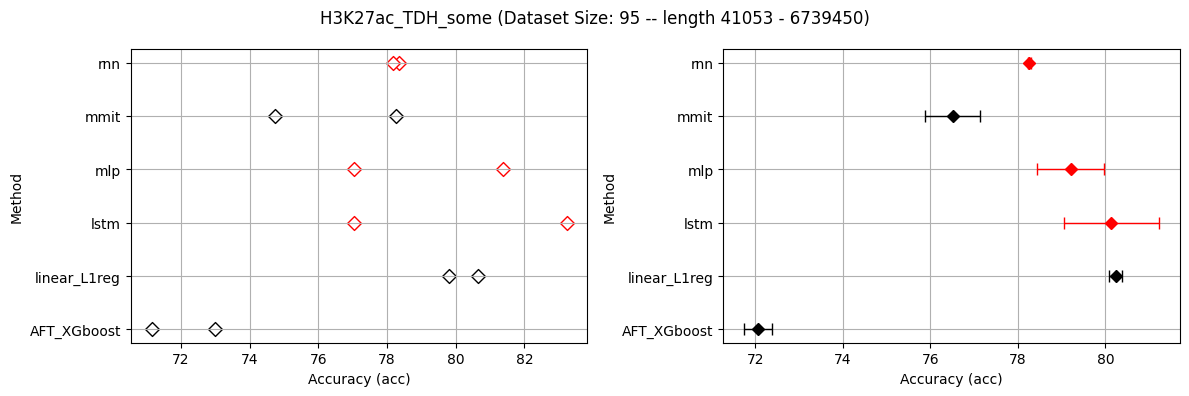 H3K27ac_TDH_some (Dataset Size: 95 -- length 41053 - 6739450)
Method
rnn
mmit
mlp
lstm
linear_L1reg
AFT_XGboost
72 74 76 78 80 82
Accuracy (acc)
Method
rnn
mmit
mlp
lstm
linear_L1reg
AFT_XGboost
72 74 76 78 80
Accuracy (acc)